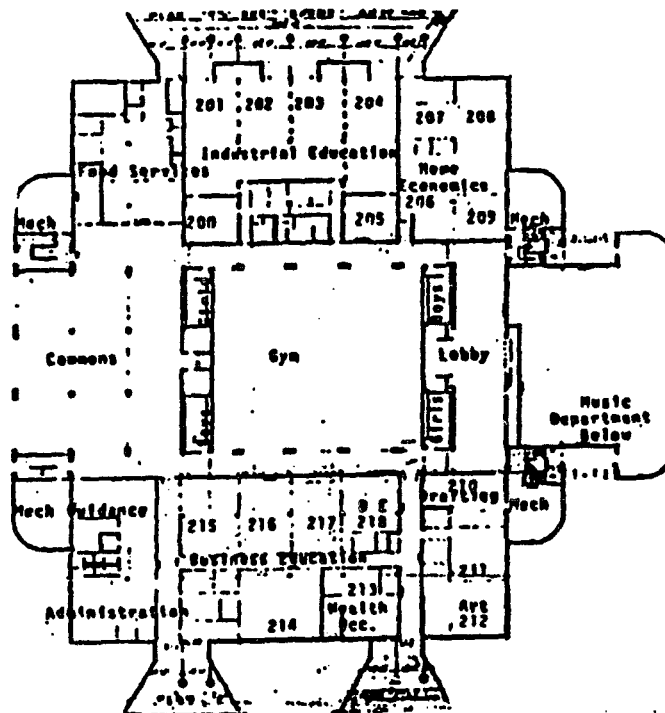 201 202 203 204
207 208
Industrial Education
Food Services
Home
Economics
206
200
205
209
Mech
Mech
Boys
Commons
Gym
Lobby
Girls
Music
Department
Below
210
Drafting
Mech
Guidance
Mech
215 216 217 218
Business Education
211
213
Administration
Health
Occ.
214
Art
212